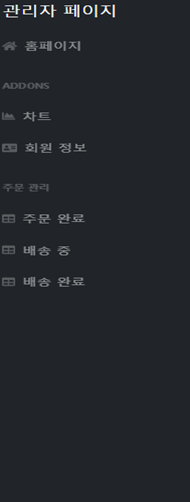 관리자 페이지
홈페이지
ADDONS
차트
회원 정보
주문 관리
주문 완료
배송 중
배송 완료